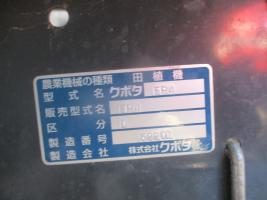 農業機械の種類 田植機
型式名 クボタ
販売型式名
区分
製造番号
製造会社 株式会社クボタ